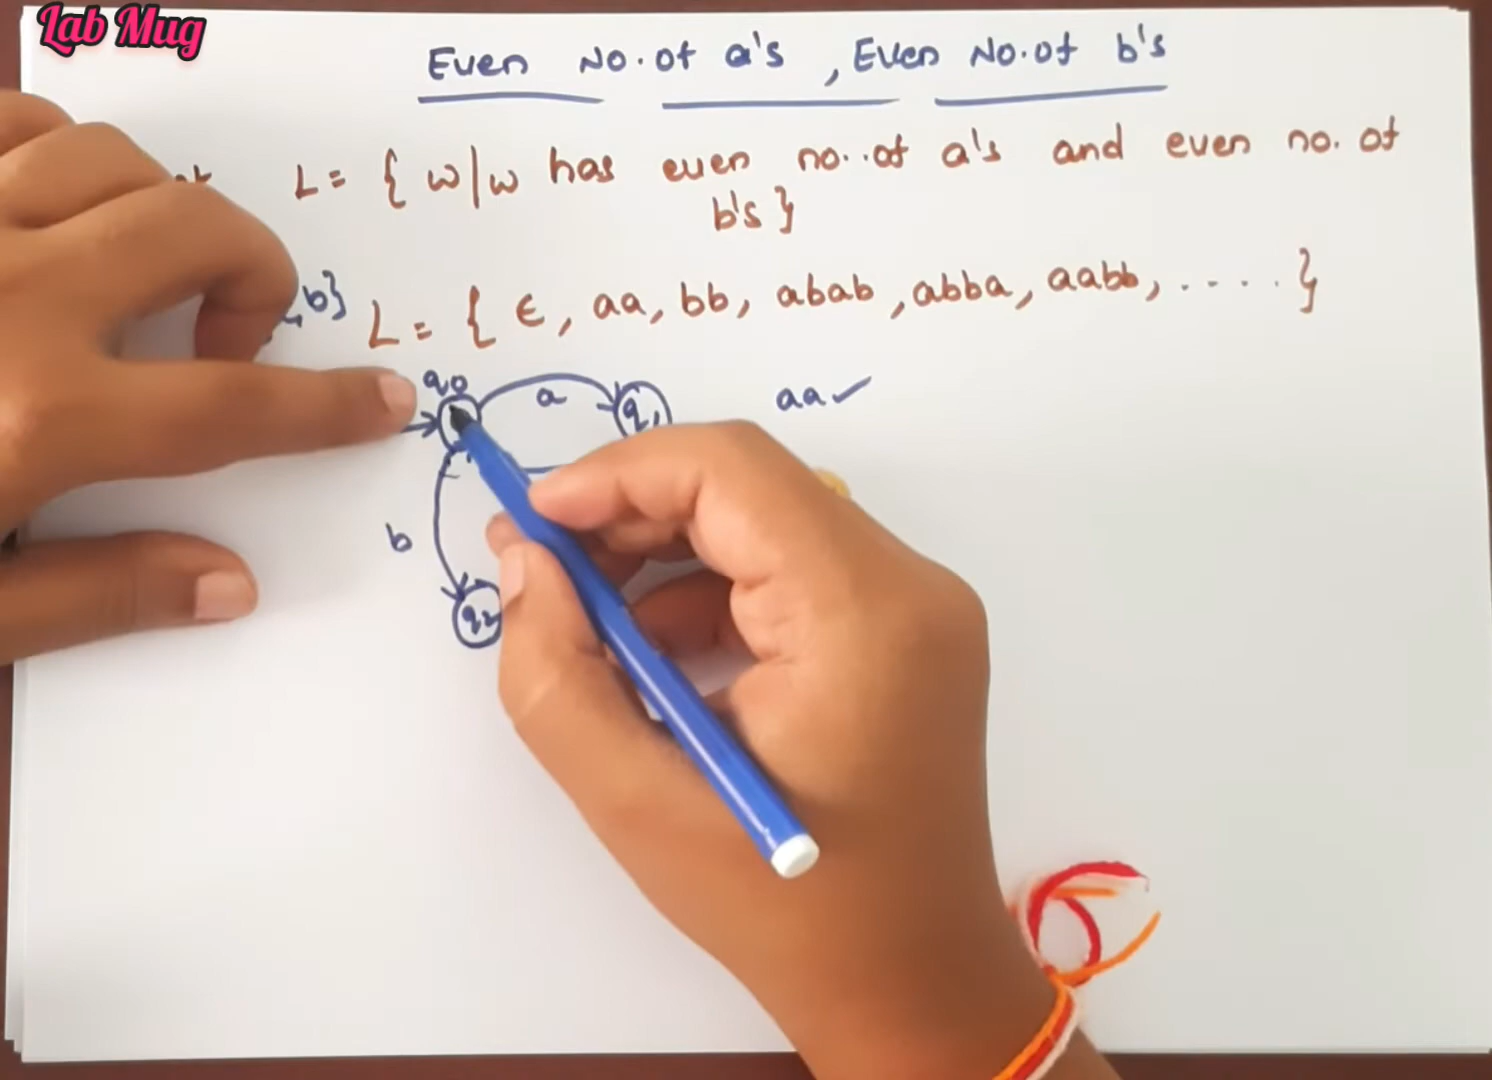 Lab Mug
Even No.of a's , Even No.of b's
L= { w/w has even no..of a's and even no. of
b's }
,b} L= { ϵ, aa, bb, abab ,abba, aabb, ..... }
q0
a q1 aa✓
b
q2